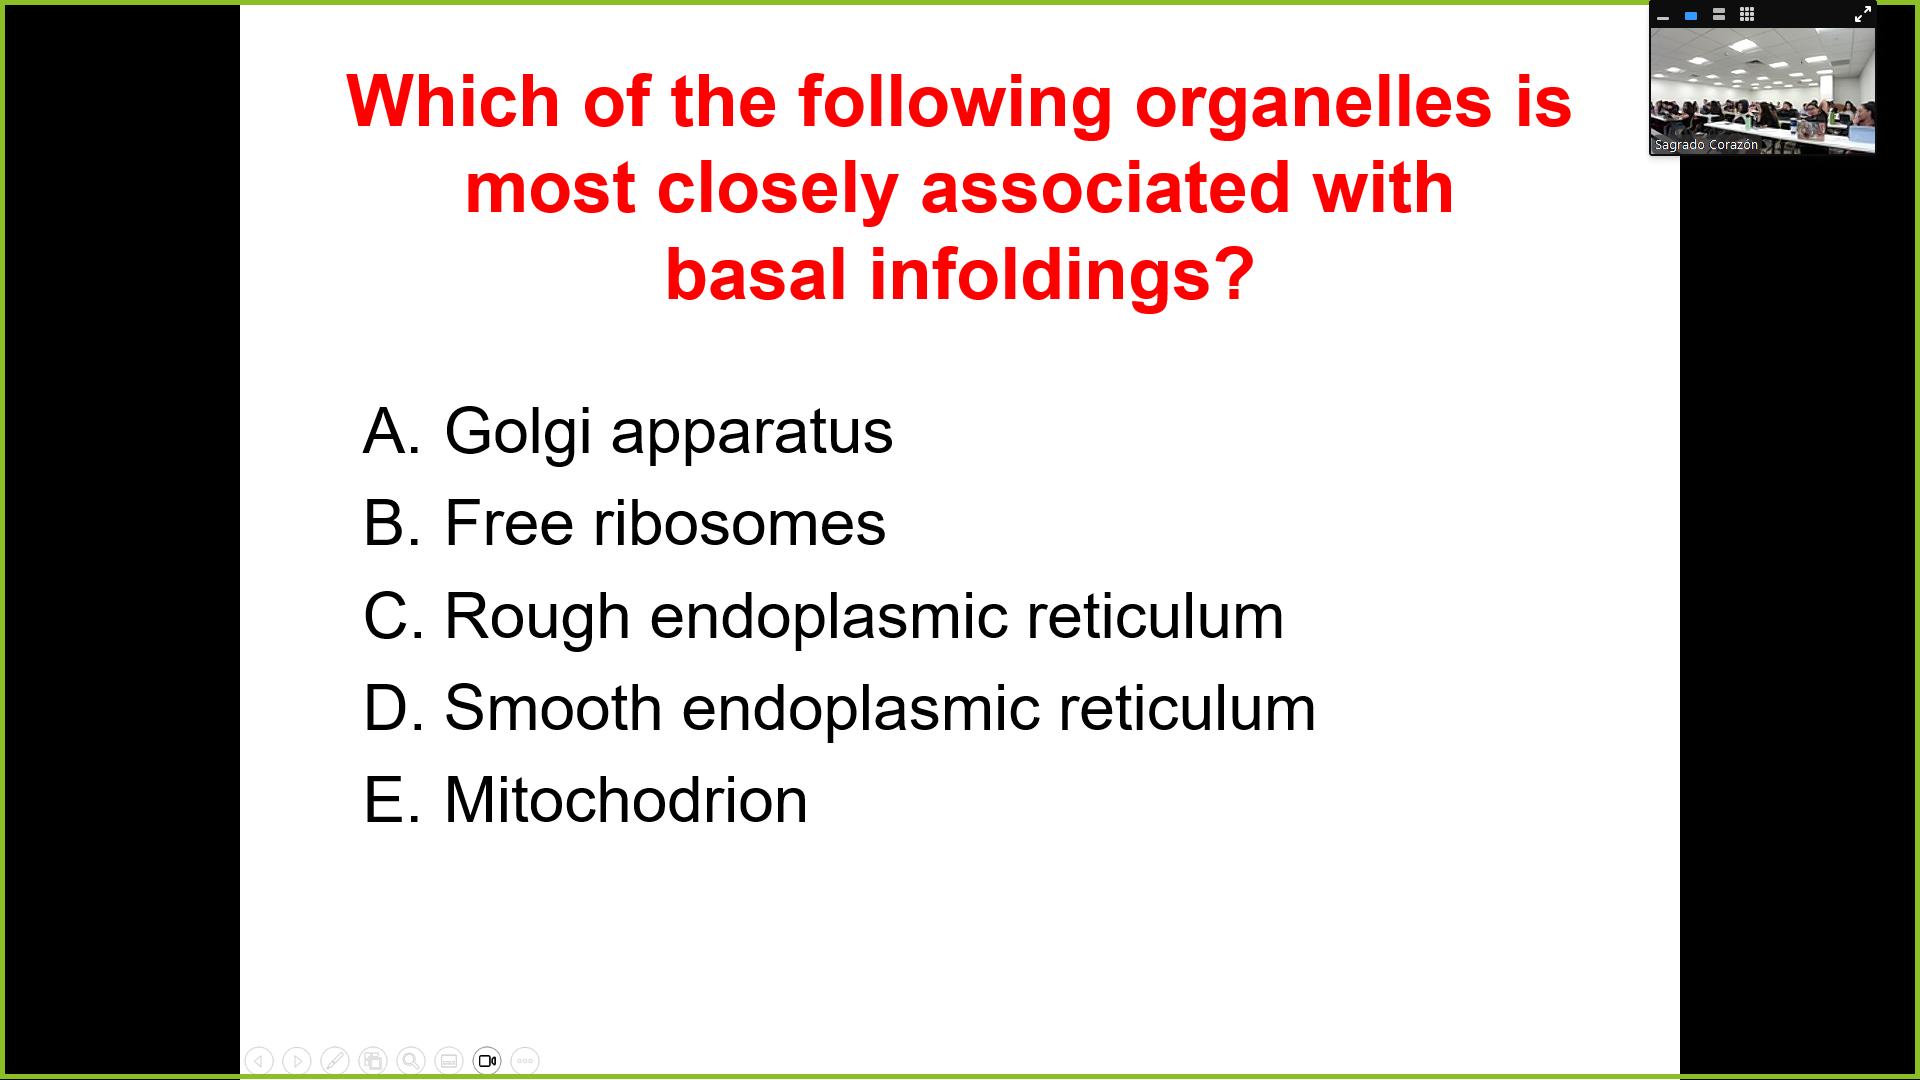 Which of the following organelles is
most closely associated with
basal infoldings?
A. Golgi apparatus
B. Free ribosomes
C. Rough endoplasmic reticulum
D. Smooth endoplasmic reticulum
E. Mitochodrion
Sagrado Corazón